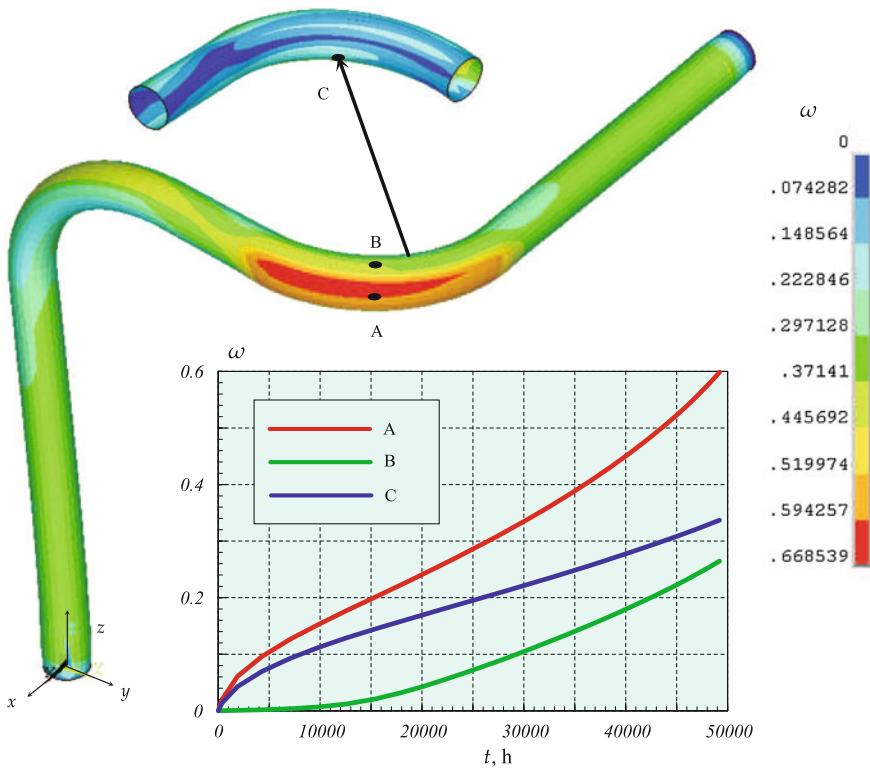 C
ω
0
.074282
.148564
.222846
.297128
.37141
.445692
.519974
.594257
.668539
B
A
z
x
y
ω
0.6
0.4
0.2
0
A
B
C
0
10000
20000
30000
40000
50000
t, h